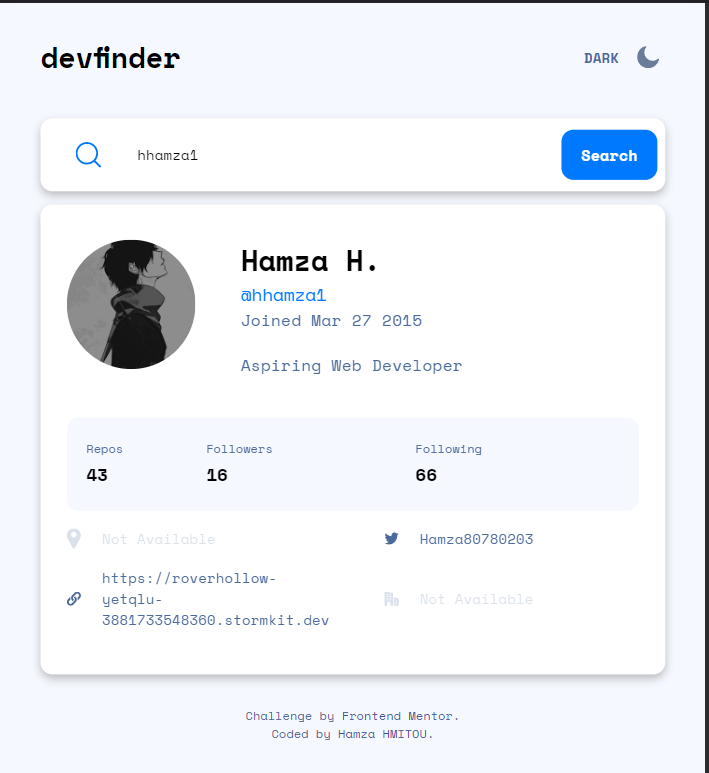 devfinder
DARK
hhamza1
Search
Hamza H.
@hhamza1
Joined Mar 27 2015
Aspiring Web Developer
Repos
43
Followers
16
Following
66
Not Available
Hamza80780203
https://roverhollow-
yetqlu-
3881733548360.stormkit.dev
Not Available
Challenge by Frontend Mentor.
Coded by Hamza HMITOU.